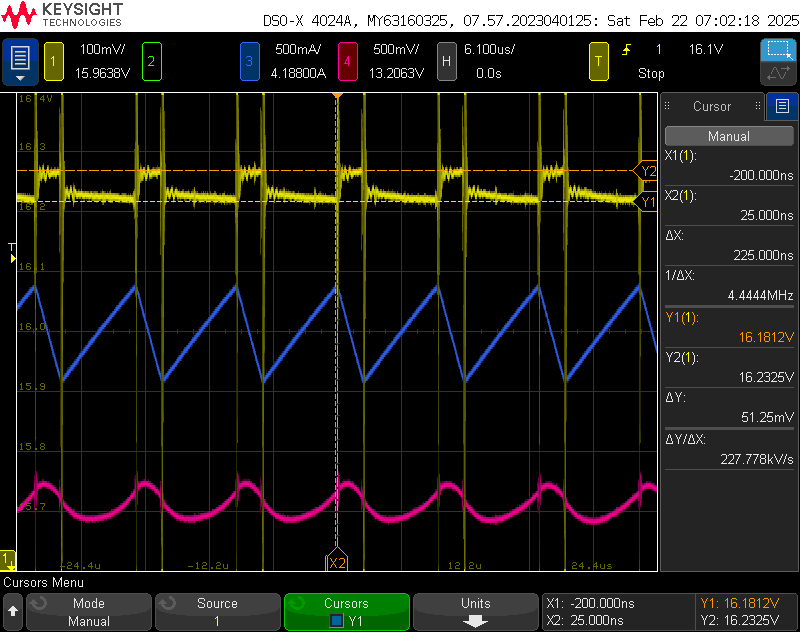 KEYSIGHT
TECHNOLOGIES
DSO-X 4024A, MY63160325, 07.57.2023040125: Sat Feb 22 07:02:18 2025
1 100mV/ 2 3 500mA/ 4 500mV/ H 6.100us/ T 1 16.1V
15.9638V 4.18800A 13.2063V 0.0s Stop
16.4V
16.3
16.2
16.1
16.0
15.9
15.8
15.7
Y2
Y1
T
1
-24.4u -12.2u X2 12.2u 24.4us
Cursor
Manual
X1(1):
-200.000ns
X2(1):
25.000ns
ΔX:
225.000ns
1/ΔX:
4.4444MHz
Y1(1):
16.1812V
Y2(1):
16.2325V
ΔY:
51.25mV
ΔY/ΔX:
227.778kV/s
Cursors Menu
Mode
Manual
Source
1
Cursors
Y1
Units
X1: -200.000ns
X2: 25.000ns
Y1: 16.1812V
Y2: 16.2325V